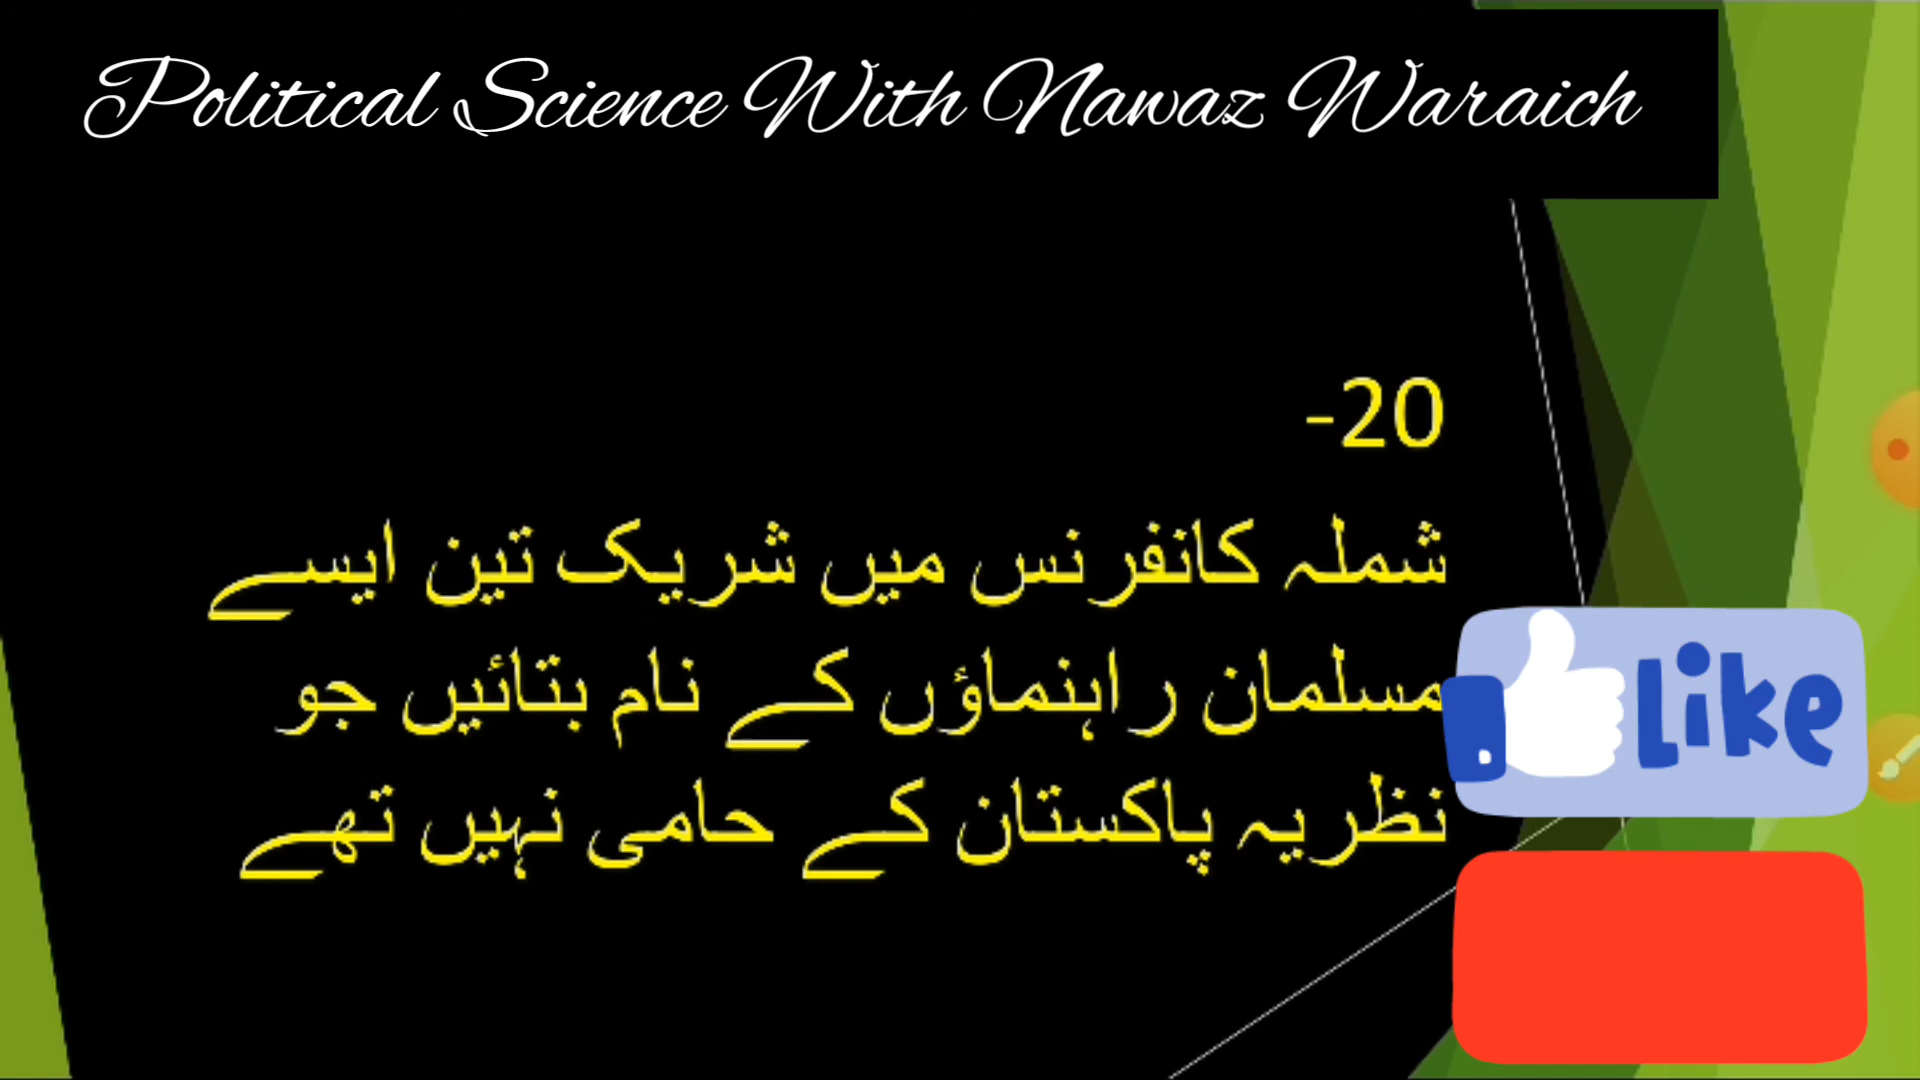 Political Science With Nawaz Waraich
20-
شملہ کانفرنس میں شریک تین ایسے
مسلمان راہنماؤں کے نام بتائیں جو
نظریہ پاکستان کے حامی نہیں تھے
Like